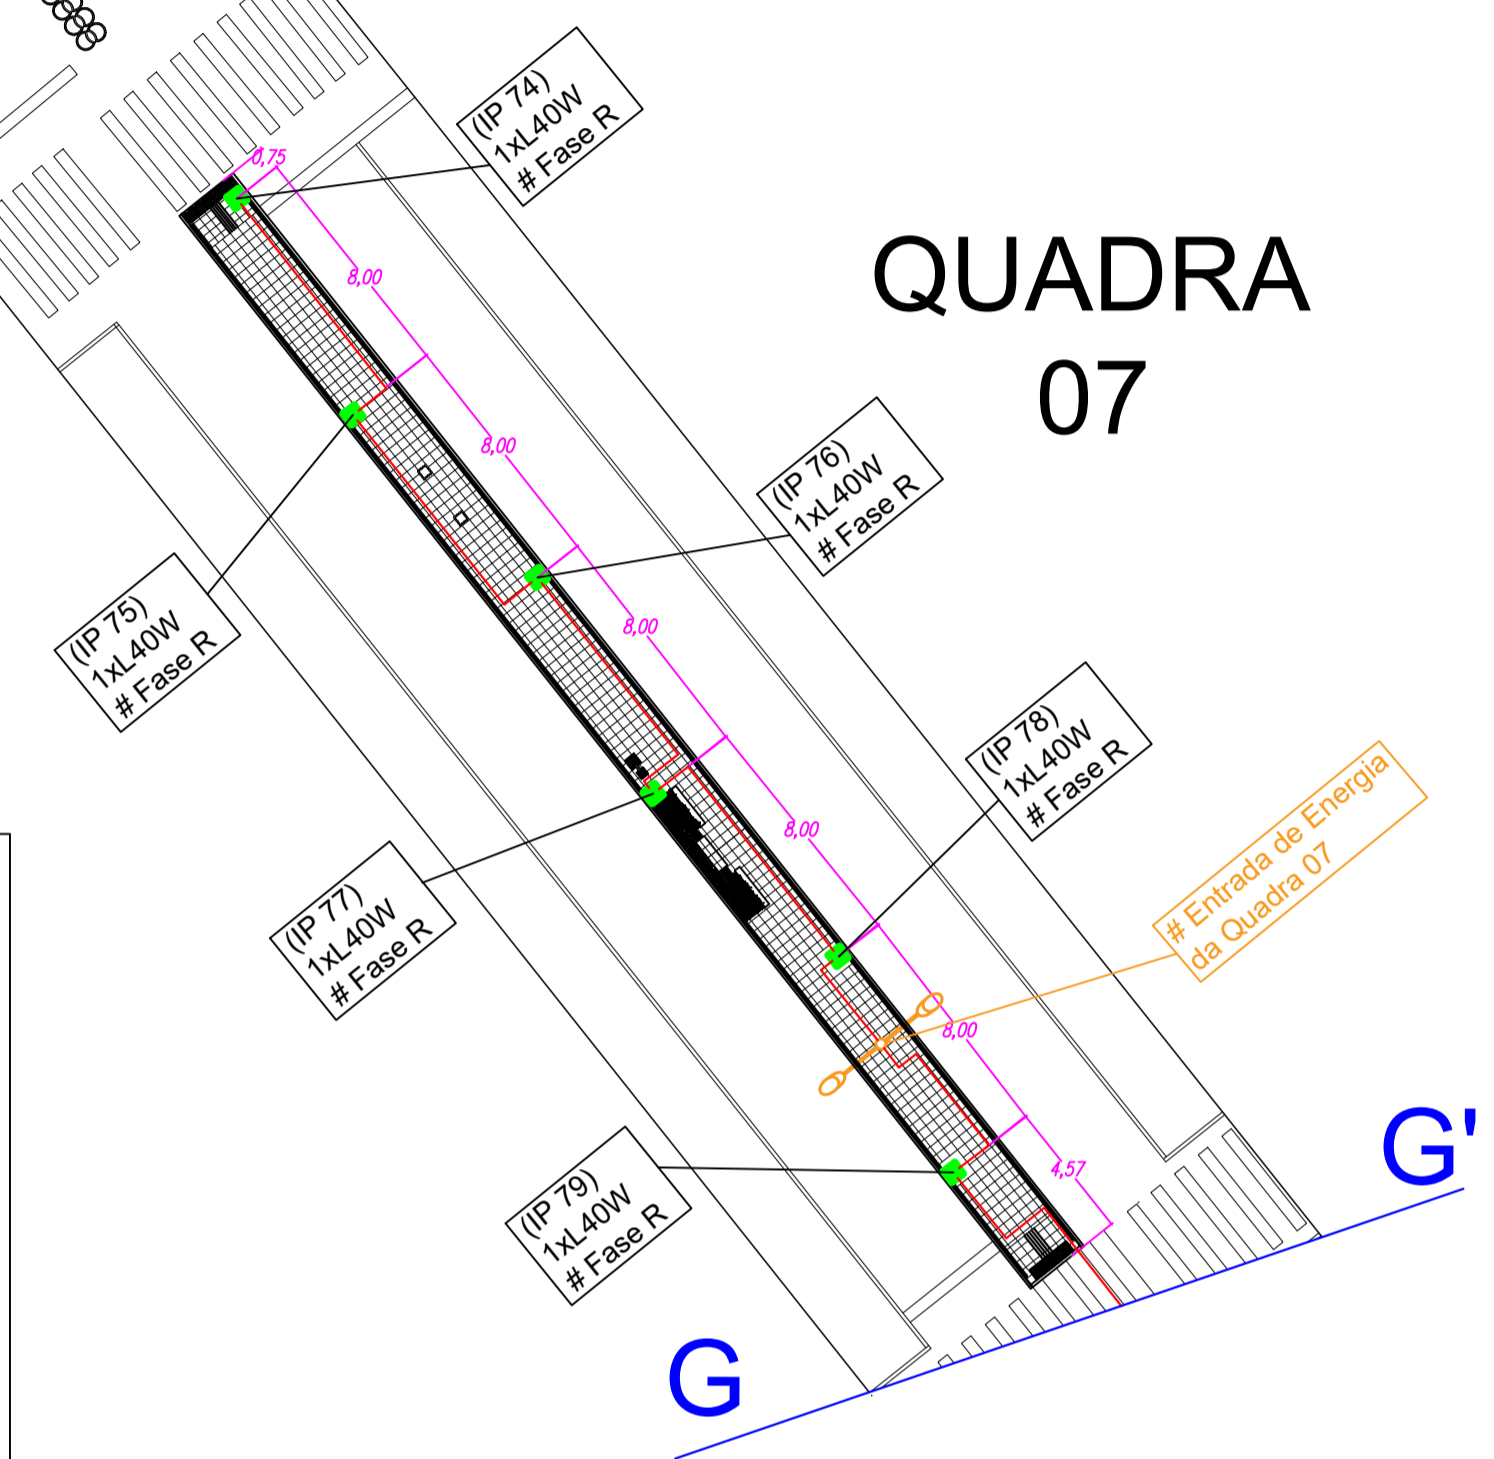 (IP 74)
1xL40W
# Fase R
0,75
8,00
QUADRA
07
8,00
(IP 76)
1xL40W
# Fase R
(IP 75)
1xL40W
# Fase R
8,00
(IP 78)
1xL40W
# Fase R
8,00
# Entrada de Energia
da Quadra 07
(IP 77)
1xL40W
# Fase R
8,00
(IP 79)
1xL40W
# Fase R
4,57
G'
G